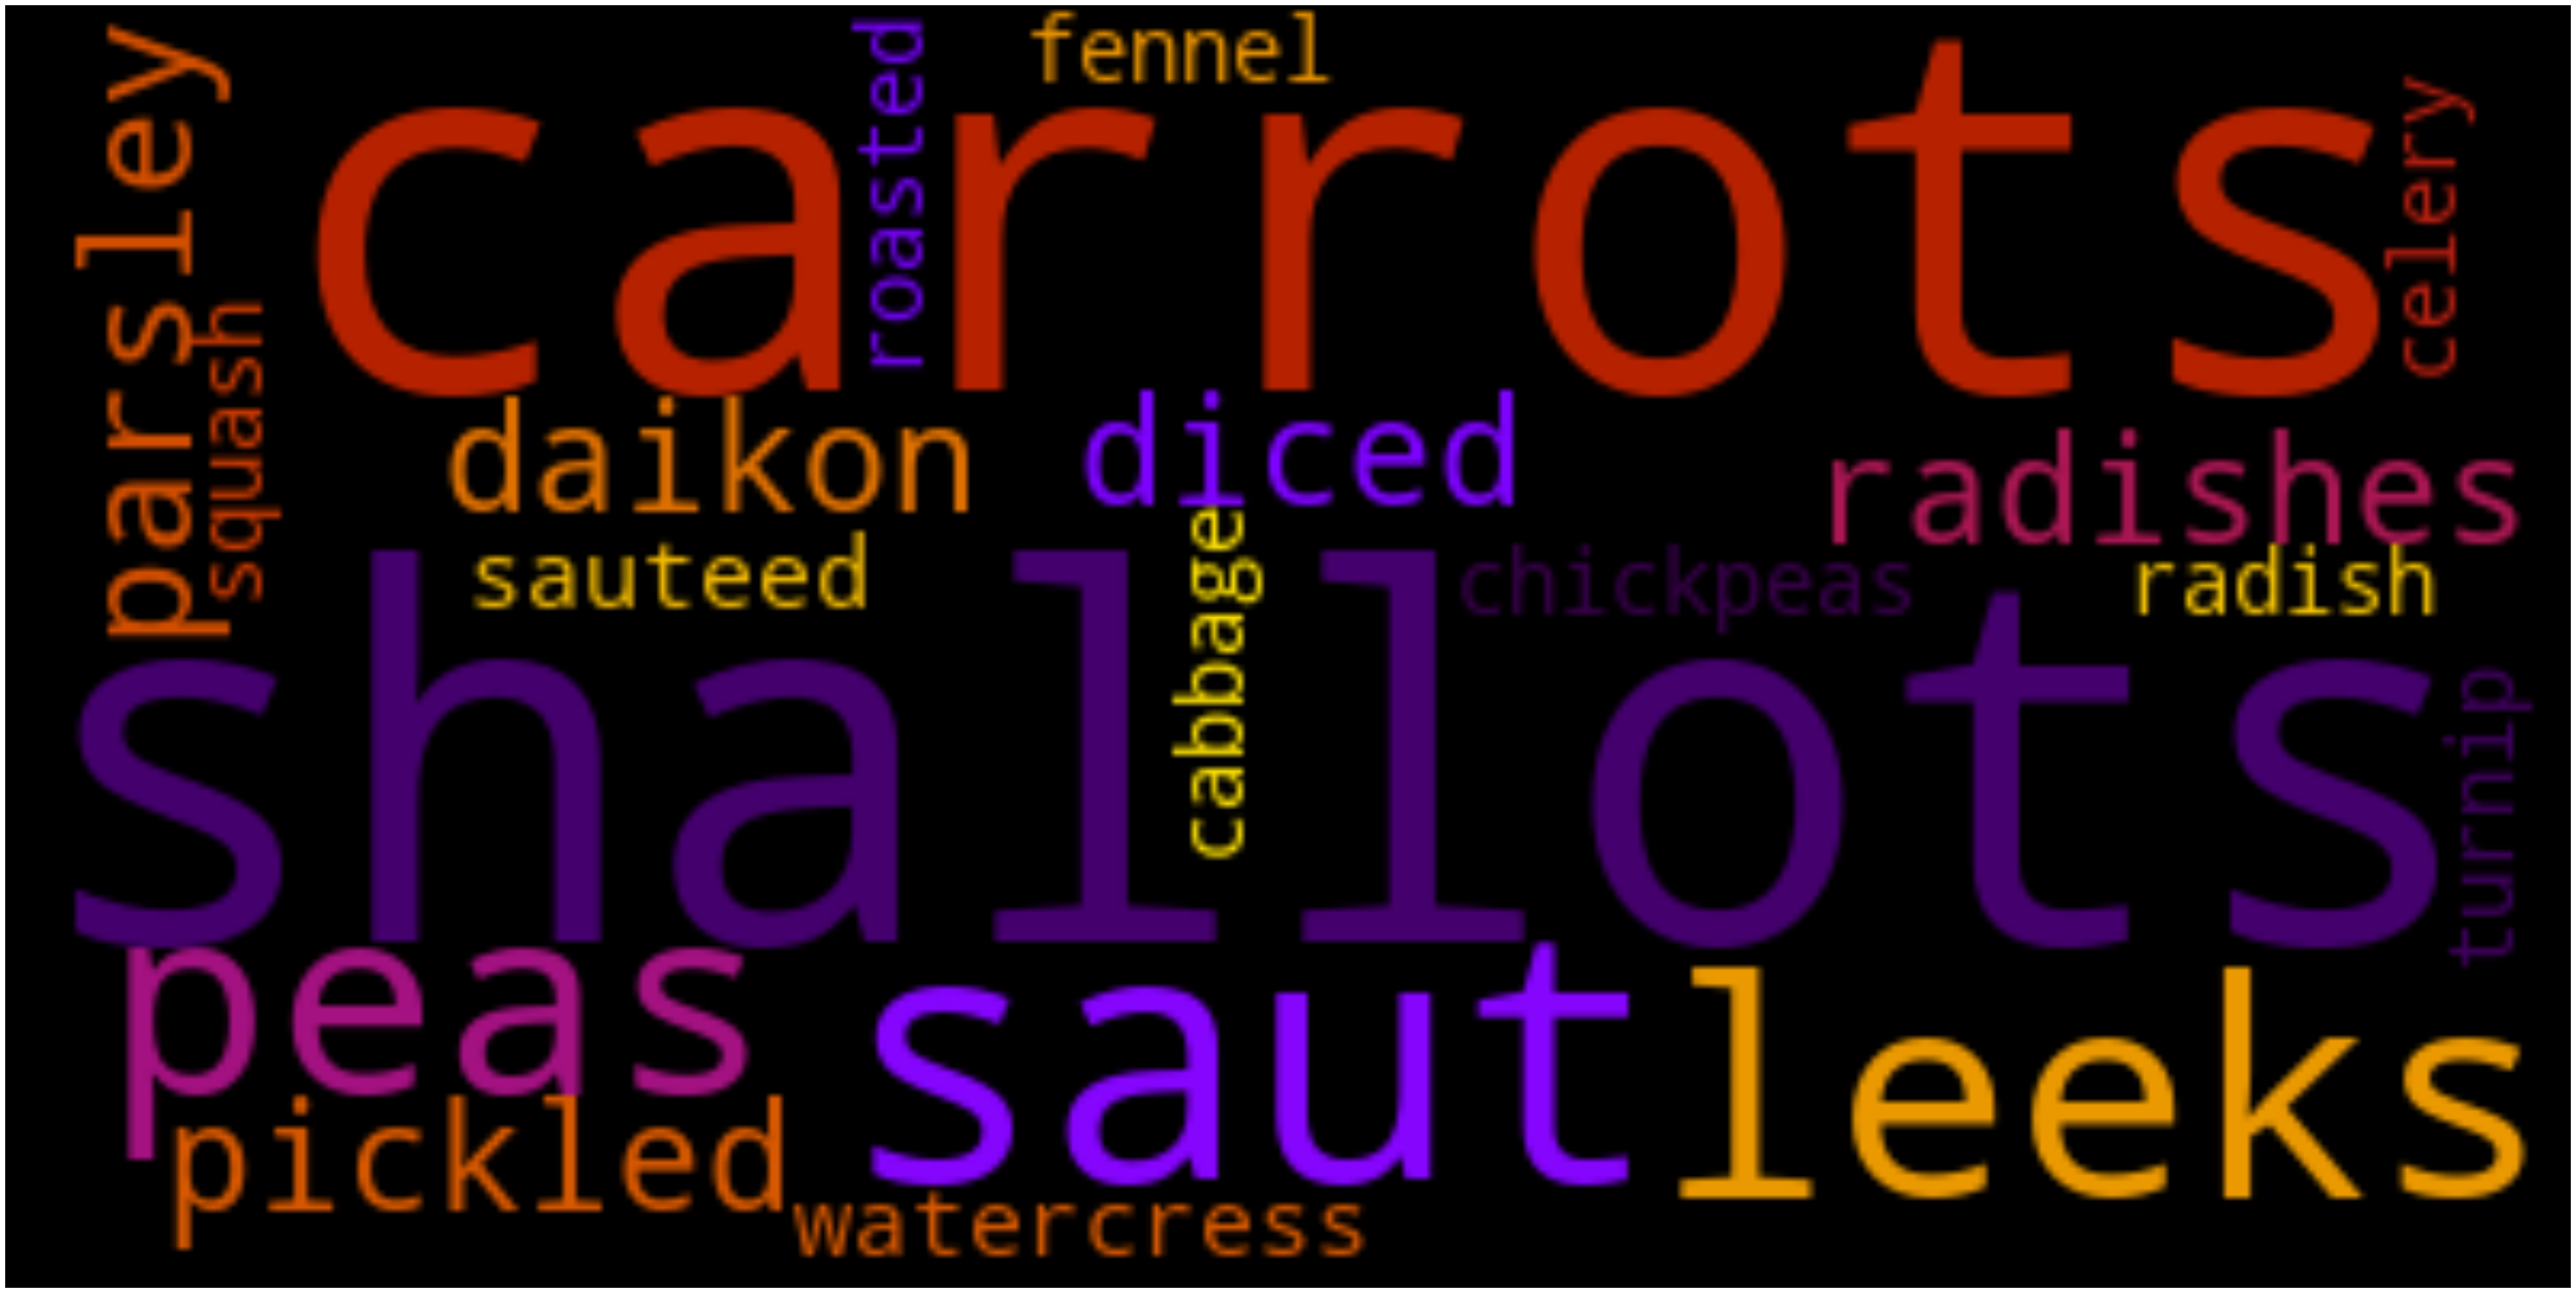 fennel
carrots
roasted
parsley
celery
squash
daikon
diced
radishes
sauteed
cabbage
chickpeas
radish
shallots
turnip
peas
saut
leeks
pickled
watercress